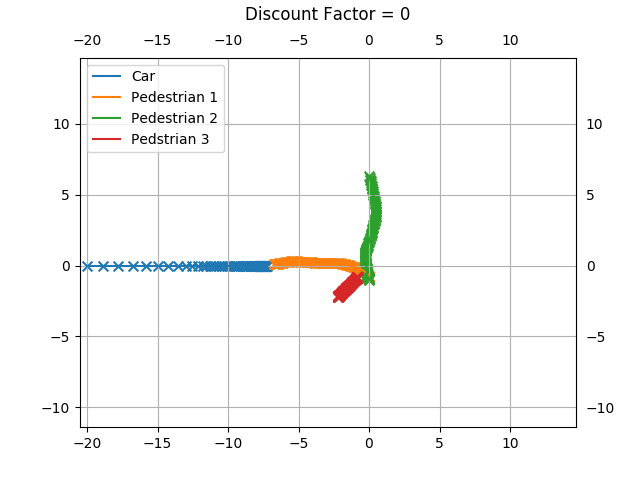 Discount Factor = 0
−20 −15 −10 −5 0 5 10
Car
Pedestrian 1
Pedestrian 2
Pedstrian 3
10 10
5 5
0 0
−5 −5
−10 −10
−20 −15 −10 −5 0 5 10